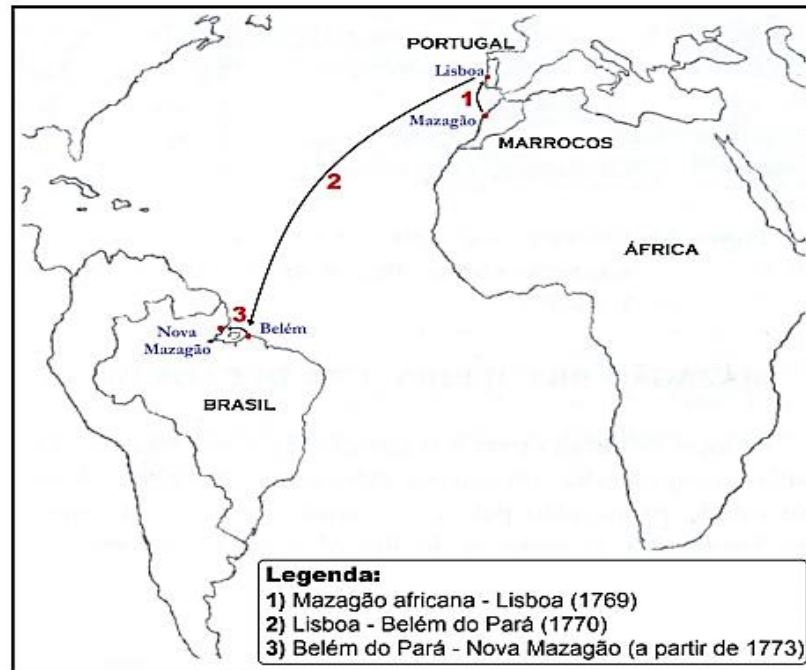 PORTUGAL
Lisboa
1
Mazagão
MARROCOS
2
ÁFRICA
3
Nova
Mazagão
Belém
BRASIL
Legenda:
1) Mazagão africana - Lisboa (1769)
2) Lisboa - Belém do Pará (1770)
3) Belém do Pará - Nova Mazagão (a partir de 1773)